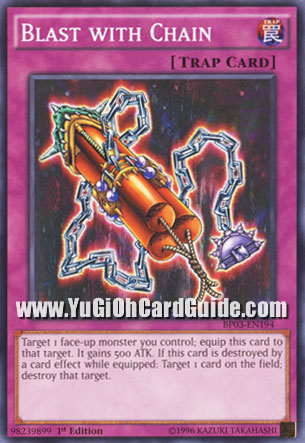 BLAST WITH CHAIN
TRAP
罠
[TRAP CARD]
www.YuGiOhCardGuide.com
BP03-EN194
Target 1 face-up monster you control; equip this card to
that target. It gains 500 ATK. If this card is destroyed by
a card effect while equipped: Target 1 card on the field;
destroy that target.
98239899
1st Edition
©1996 KAZUKI TAKAHASHI